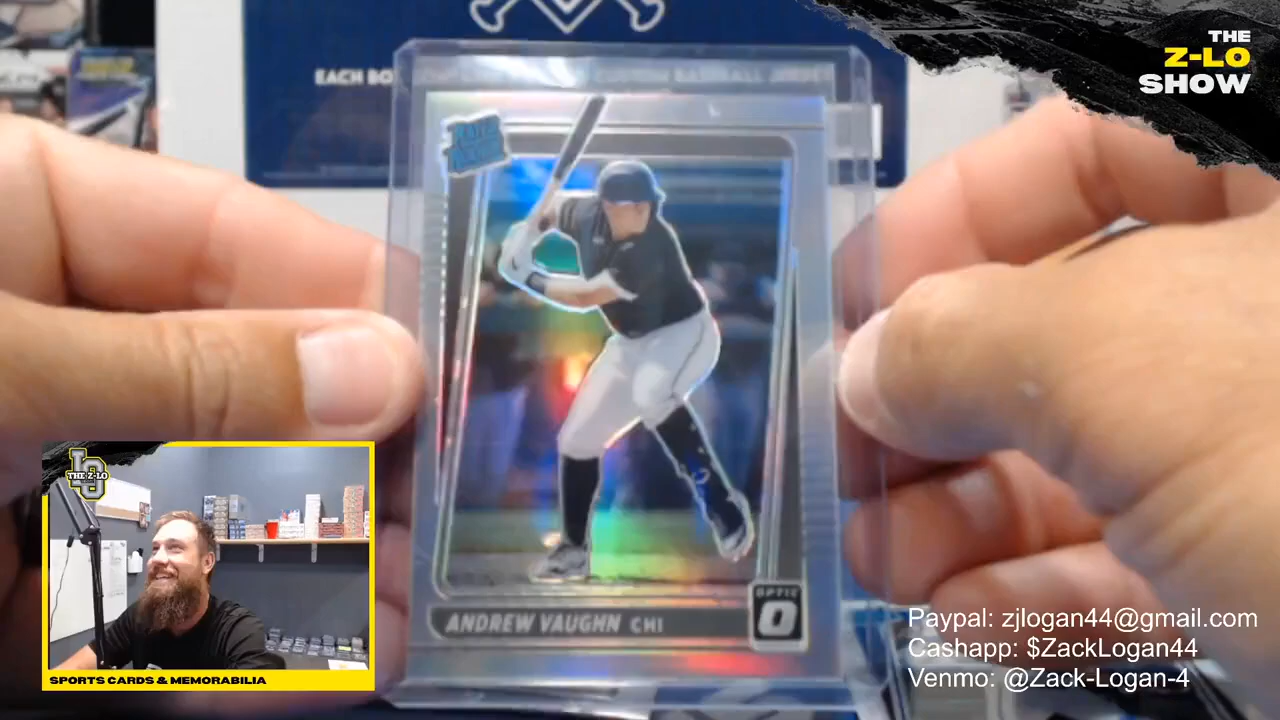 THE
Z-LO
SHOW
EACH BO
RATED
ROOKIE
ANDREW VAUGHN CHI
OPTIC
O
THE Z-LO
SPORTS CARDS & MEMORABILIA
Paypal: zjlogan44@gmail.com
Cashapp: $ZackLogan44
Venmo: @Zack-Logan-4